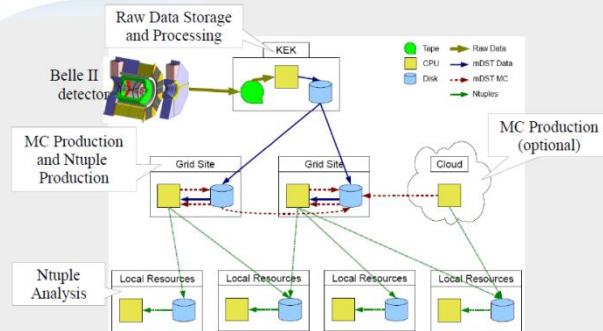 Raw Data Storage
and Processing
KEK
Tape
CPU
Disk
Raw Data
mDST Data
mDST MC
Ntuples
Belle II
detector
MC Production
and Ntuple
Production
MC Production
(optional)
Grid Site
Grid Site
Cloud
Ntuple
Analysis
Local Resources
Local Resources
Local Resources
Local Resources